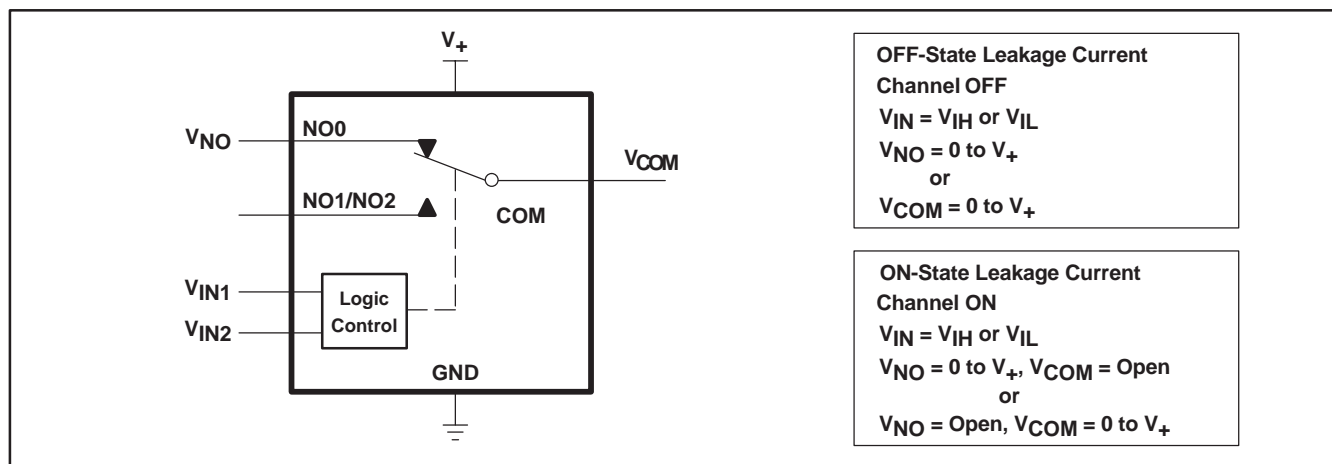 V+
VNO
NO0
VCOM
NO1/NO2
COM
VIN1
VIN2
Logic
Control
GND
OFF-State Leakage Current
Channel OFF
VIN = VIH or VIL
VNO = 0 to V+
or
VCOM = 0 to V+
ON-State Leakage Current
Channel ON
VIN = VIH or VIL
VNO = 0 to V+, VCOM = Open
or
VNO = Open, VCOM = 0 to V+